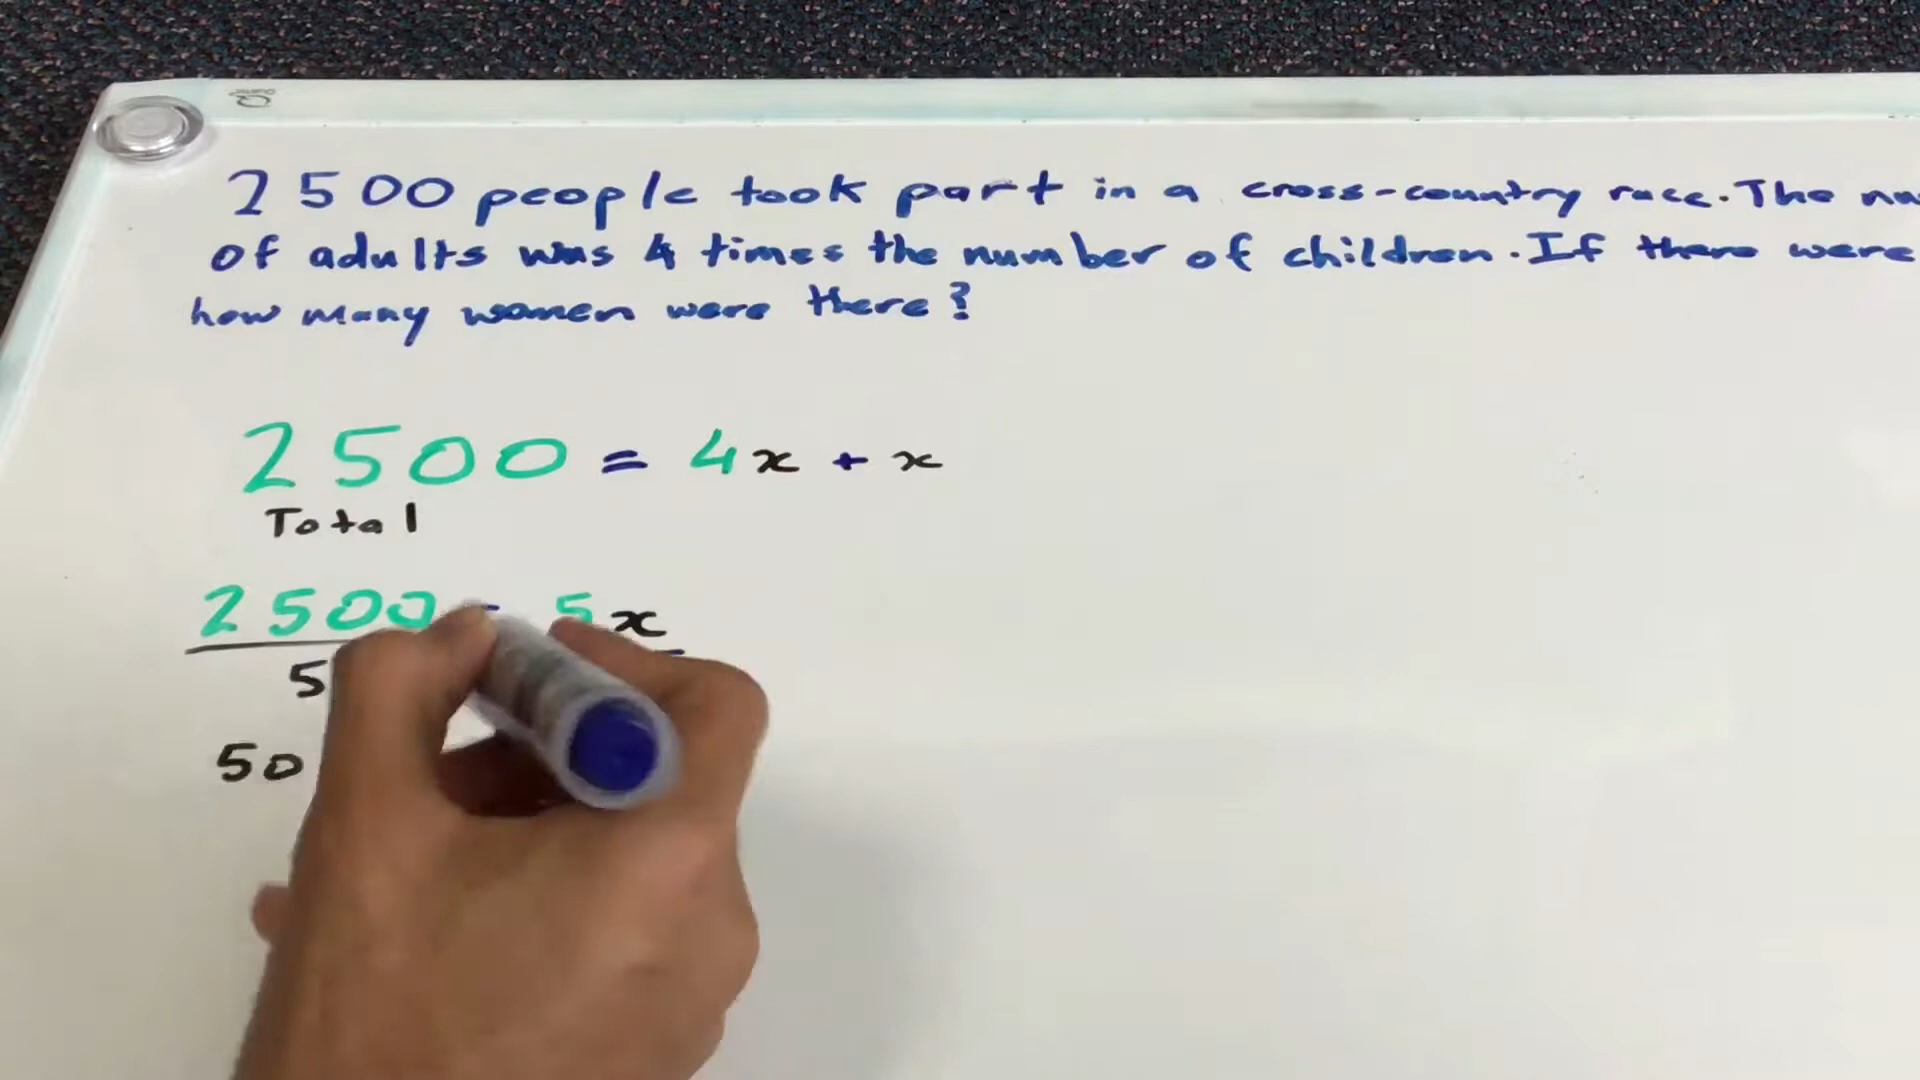 2500 people took part in a cross-country race. The
of adults was 4 times the number of children. If there were
how many women were there?
2500 = 4x + x
Total
2500 = 5x
5
50